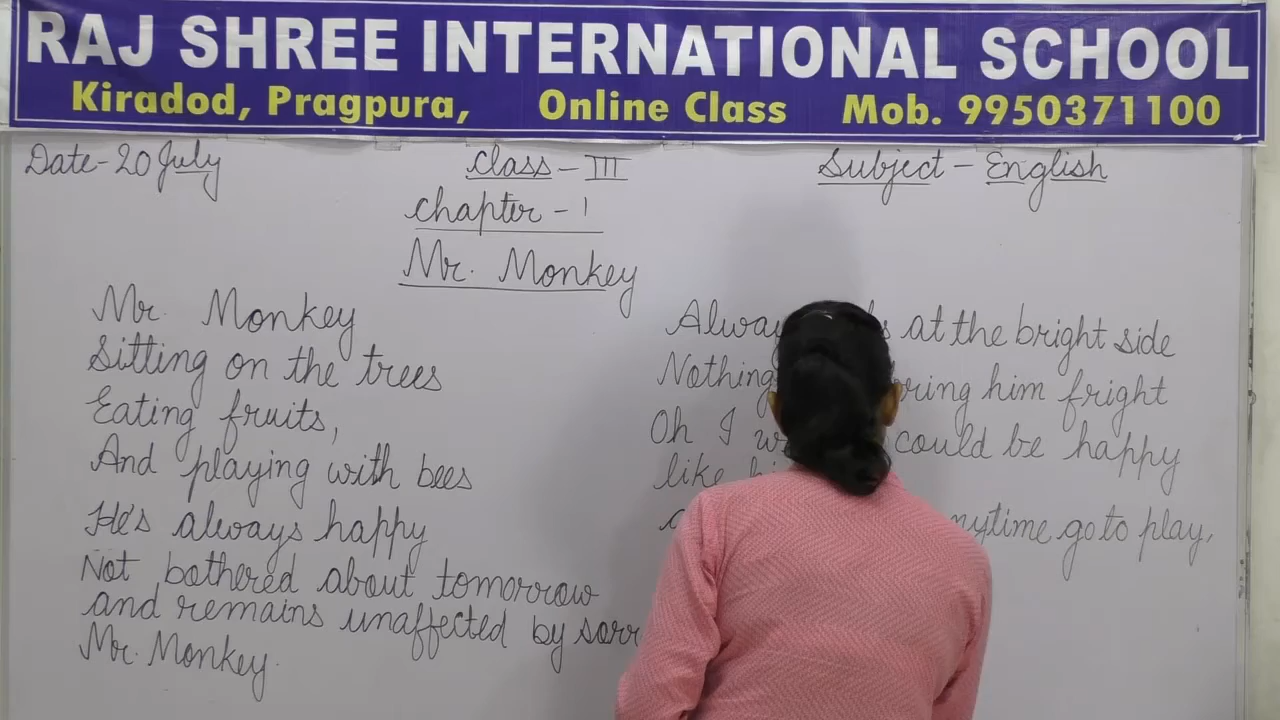 RAJ SHREE INTERNATIONAL SCHOOL
Kiradod, Pragpura, Online Class Mob. 9950371100
Date-20 July Class-III Subject-English
Chapter-1
Mr. Monkey
Mr. Monkey
Sitting on the trees
Eating fruits,
And playing with bees
He's always happy
Not bothered about tomorrow
and remains unaffected by
Mr. Monkey.
at the bright side
Nothing him fright
Oh I could be happy
like
go to play,